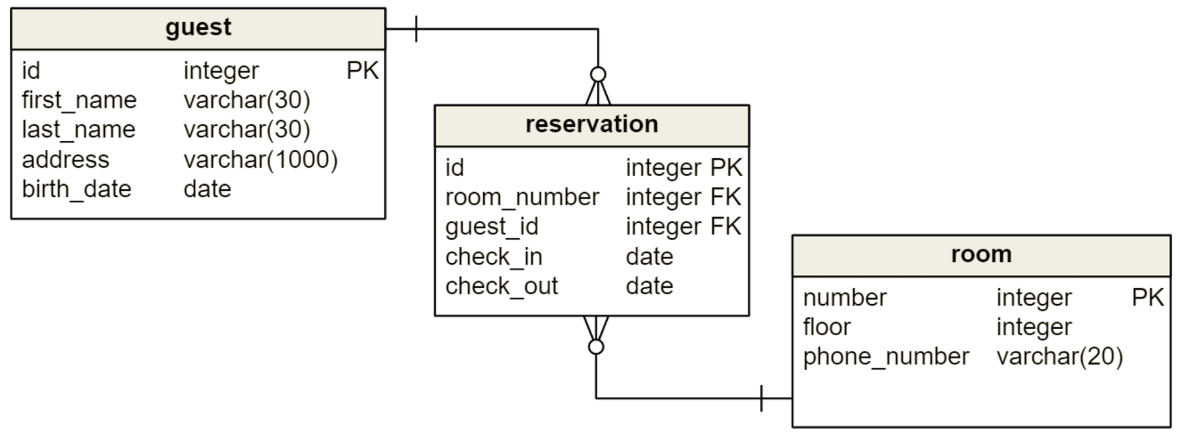 guest
id integer PK
first_name varchar(30)
last_name varchar(30)
address varchar(1000)
birth_date date
reservation
id integer PK
room_number integer FK
guest_id integer FK
check_in date
check_out date
room
number integer PK
floor integer
phone_number varchar(20)